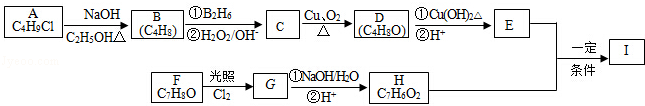 A
C4H9Cl
NaOH
C2H5OH△
B
(C4H8)
①B2H6
②H2O2/OH-
C
Cu、O2
△
D
(C4H8O)
①Cu(OH)2△
②H+
E
F
C7H8O
光照
Cl2
G
①NaOH/H2O
②H+
H
C7H6O2
一定
条件
I